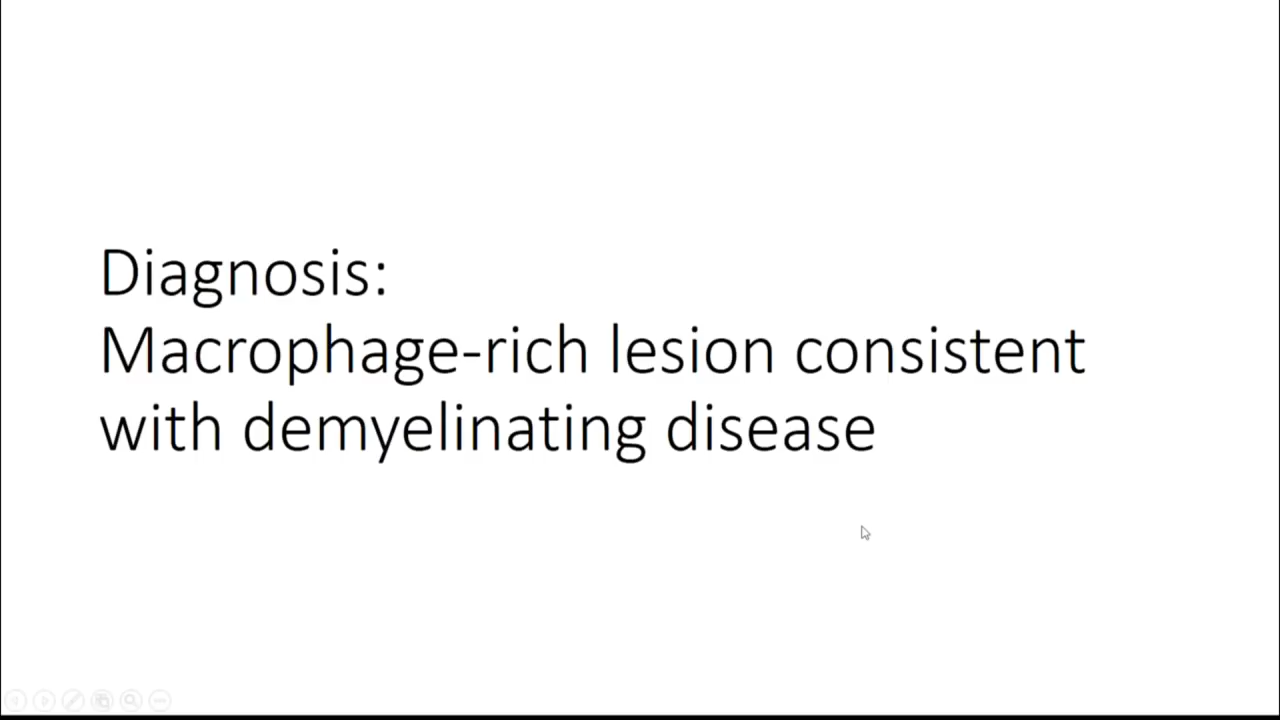 Diagnosis:
Macrophage-rich lesion consistent
with demyelinating disease